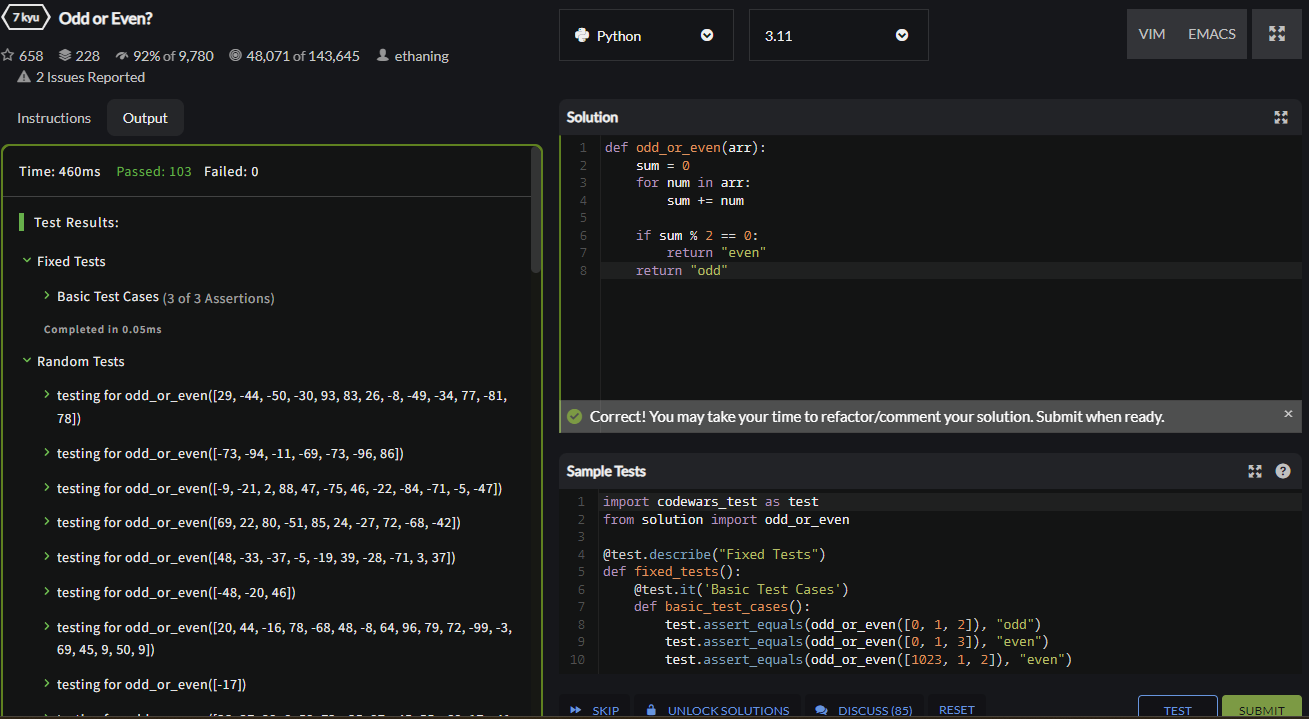 7 kyu Odd or Even?
658 228 92% of 9,780 48,071 of 143,645 ethaning
2 Issues Reported
Instructions Output
Time: 460ms Passed: 103 Failed: 0
Test Results:
Fixed Tests
Basic Test Cases (3 of 3 Assertions)
Completed in 0.05ms
Random Tests
testing for odd_or_even([29, -44, -50, -30, 93, 83, 26, -8, -49, -34, 77, -81,
78])
testing for odd_or_even([-73, -94, -11, -69, -73, -96, 86])
testing for odd_or_even([-9, -21, 2, 88, 47, -75, 46, -22, -84, -71, -5, -47])
testing for odd_or_even([69, 22, 80, -51, 85, 24, -27, 72, -68, -42])
testing for odd_or_even([48, -33, -37, -5, -19, 39, -28, -71, 3, 37])
testing for odd_or_even([-48, -20, 46])
testing for odd_or_even([20, 44, -16, 78, -68, 48, -8, 64, 96, 79, 72, -99, -3,
69, 45, 9, 50, 9])
testing for odd_or_even([-17])
Python 3.11 VIM EMACS
Solution
1 def odd_or_even(arr):
2     sum = 0
3     for num in arr:
4         sum += num
5
6     if sum % 2 == 0:
7         return "even"
8     return "odd"
Correct! You may take your time to refactor/comment your solution. Submit when ready. ×
Sample Tests ?
1 import codewars_test as test
2 from solution import odd_or_even
3
4 @test.describe("Fixed Tests")
5 def fixed_tests():
6     @test.it('Basic Test Cases')
7     def basic_test_cases():
8         test.assert_equals(odd_or_even([0, 1, 2]), "odd")
9         test.assert_equals(odd_or_even([0, 1, 3]), "even")
10         test.assert_equals(odd_or_even([1023, 1, 2]), "even")
SKIP UNLOCK SOLUTIONS DISCUSS (85) RESET TEST SUBMIT